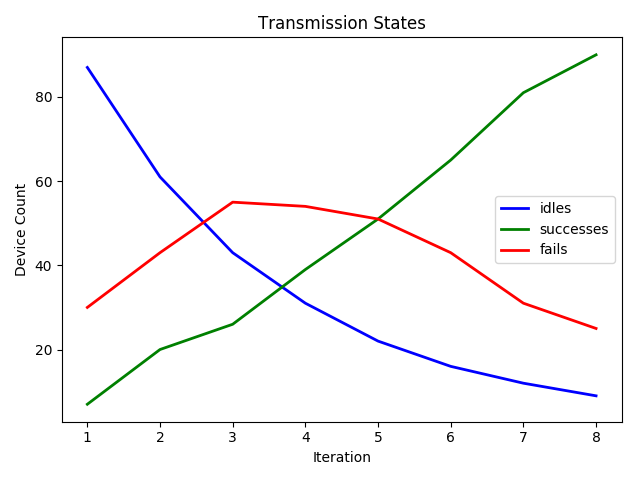 Transmission States
Device Count
80
60
40
20
idles
successes
fails
1 2 3 4 5 6 7 8
Iteration